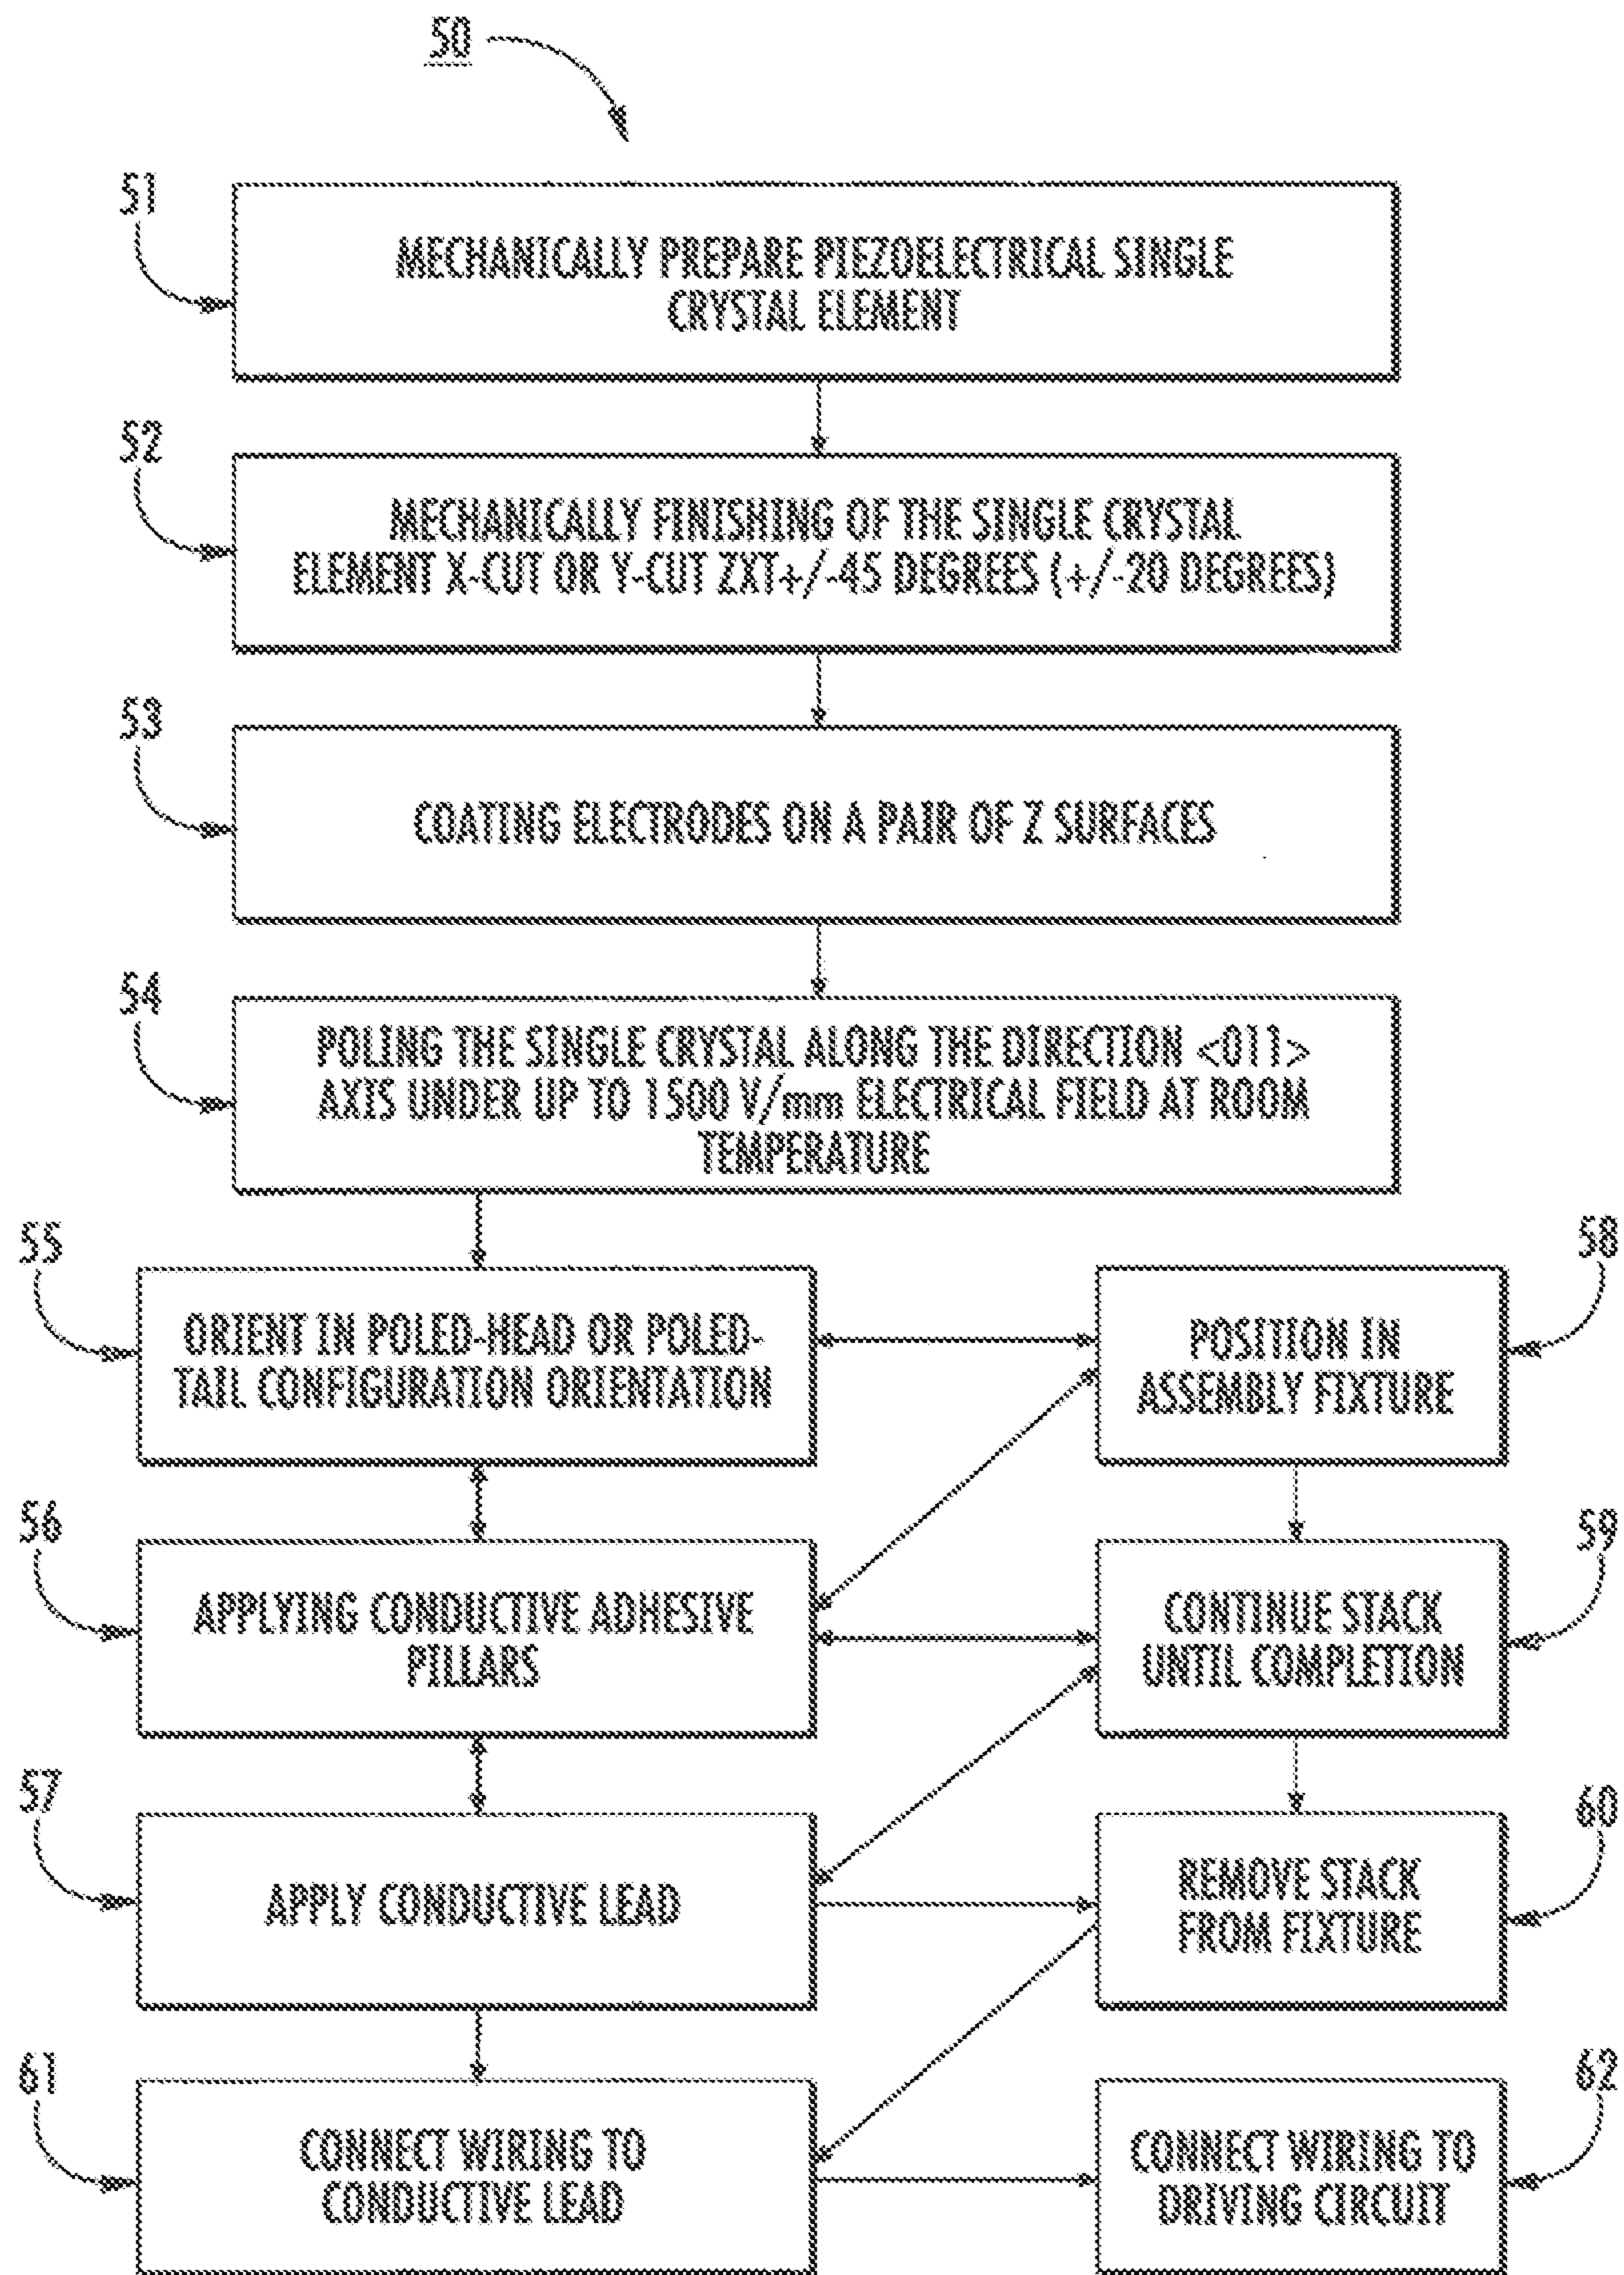 50
51
MECHANICALLY PREPARE PIEZOELECTRICAL SINGLE
CRYSTAL ELEMENT
52
MECHANICALLY FINISHING OF THE SINGLE CRYSTAL
ELEMENT X-CUT OR Y-CUT ZXT+/-45 DEGREES (+/-20 DEGREES)
53
COATING ELECTRODES ON A PAIR OF Z SURFACES
54
POLING THE SINGLE CRYSTAL ALONG THE DIRECTION <011>
AXIS UNDER UP TO 1500 V/mm ELECTRICAL FIELD AT ROOM
TEMPERATURE
55
ORIENT IN POLED-HEAD OR POLED-
TAIL CONFIGURATION ORIENTATION
58
POSITION IN
ASSEMBLY FIXTURE
56
APPLYING CONDUCTIVE ADHESIVE
PILLARS
59
CONTINUE STACK
UNTIL COMPLETION
57
APPLY CONDUCTIVE LEAD
60
REMOVE STACK
FROM FIXTURE
61
CONNECT WIRING TO
CONDUCTIVE LEAD
62
CONNECT WIRING TO
DRIVING CIRCUIT